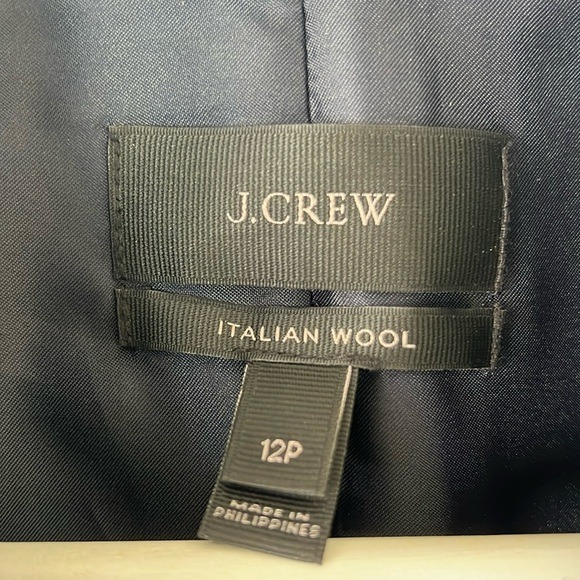 J.CREW
ITALIAN WOOL
12P
MADE IN
PHILIPPINES